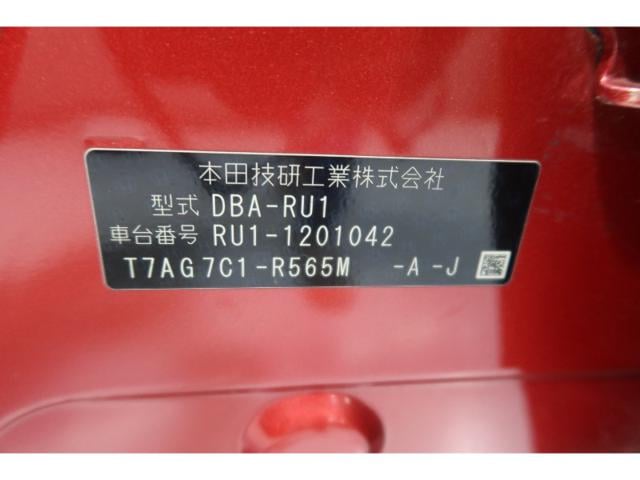 本田技研工業株式会社
型式 DBA-RU1
車台番号 RU1-1201042
T7AG7C1-R565M -A-J